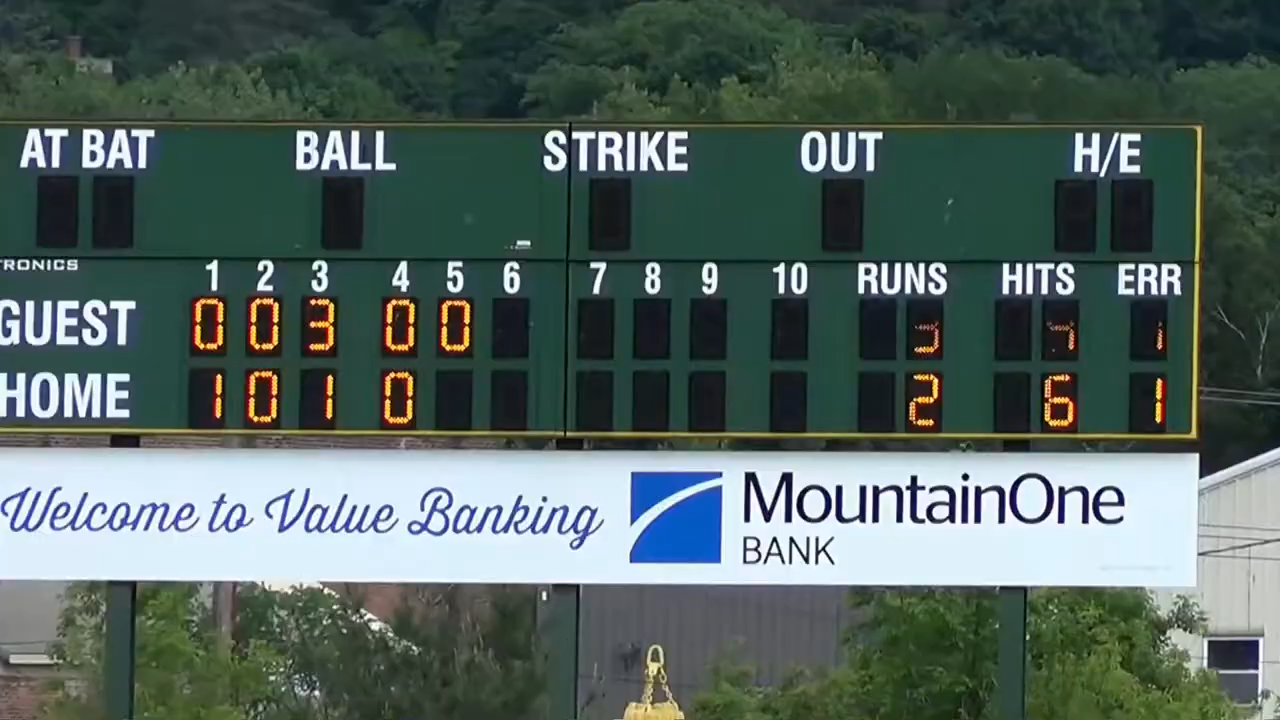 AT BAT BALL STRIKE OUT H/E
TRONICS
1 2 3 4 5 6 7 8 9 10 RUNS HITS ERR
GUEST 0 0 3 0 0 3 7 1
HOME 1 0 1 0 2 6 1
Welcome to Value Banking
MountainOne
BANK